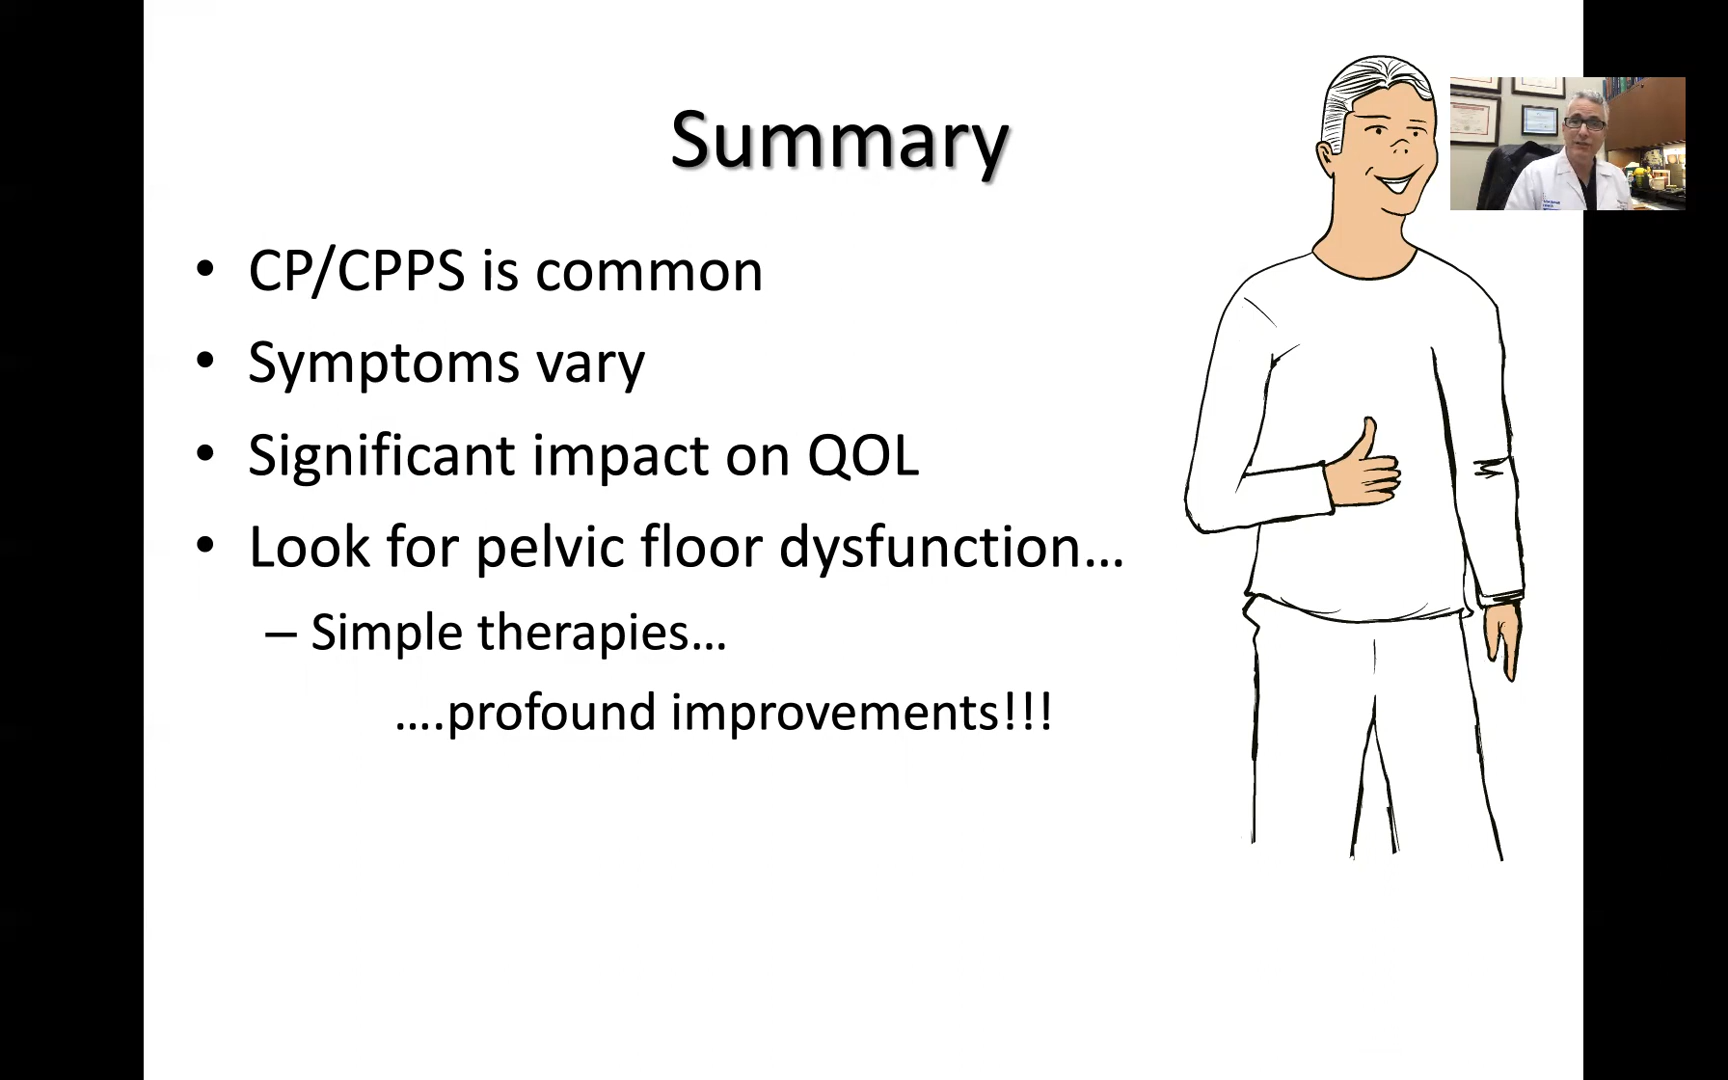 Summary
• CP/CPPS is common
• Symptoms vary
• Significant impact on QOL
• Look for pelvic floor dysfunction…
– Simple therapies…
….profound improvements!!!